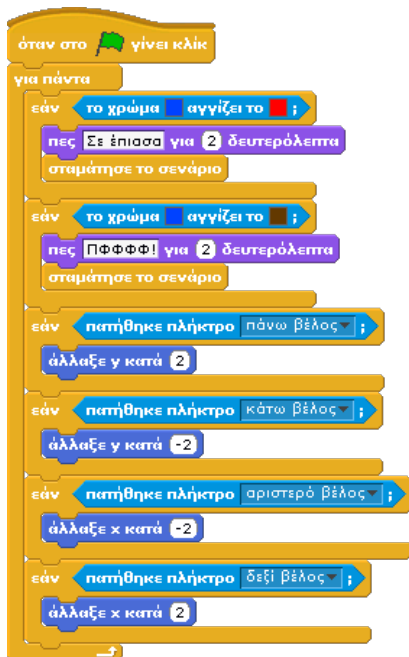 όταν στο γίνει κλίκ
για πάντα
εάν το χρώμα αγγίζει το ;
πες Σε έπιασα για 2 δευτερόλεπτα
σταμάτησε το σενάριο
εάν το χρώμα αγγίζει το ;
πες ΠΦΦΦΦ! για 2 δευτερόλεπτα
σταμάτησε το σενάριο
εάν πατήθηκε πλήκτρο πάνω βέλος ;
άλλαξε y κατά 2
εάν πατήθηκε πλήκτρο κάτω βέλος ;
άλλαξε y κατά -2
εάν πατήθηκε πλήκτρο αριστερό βέλος ;
άλλαξε x κατά -2
εάν πατήθηκε πλήκτρο δεξί βέλος ;
άλλαξε x κατά 2